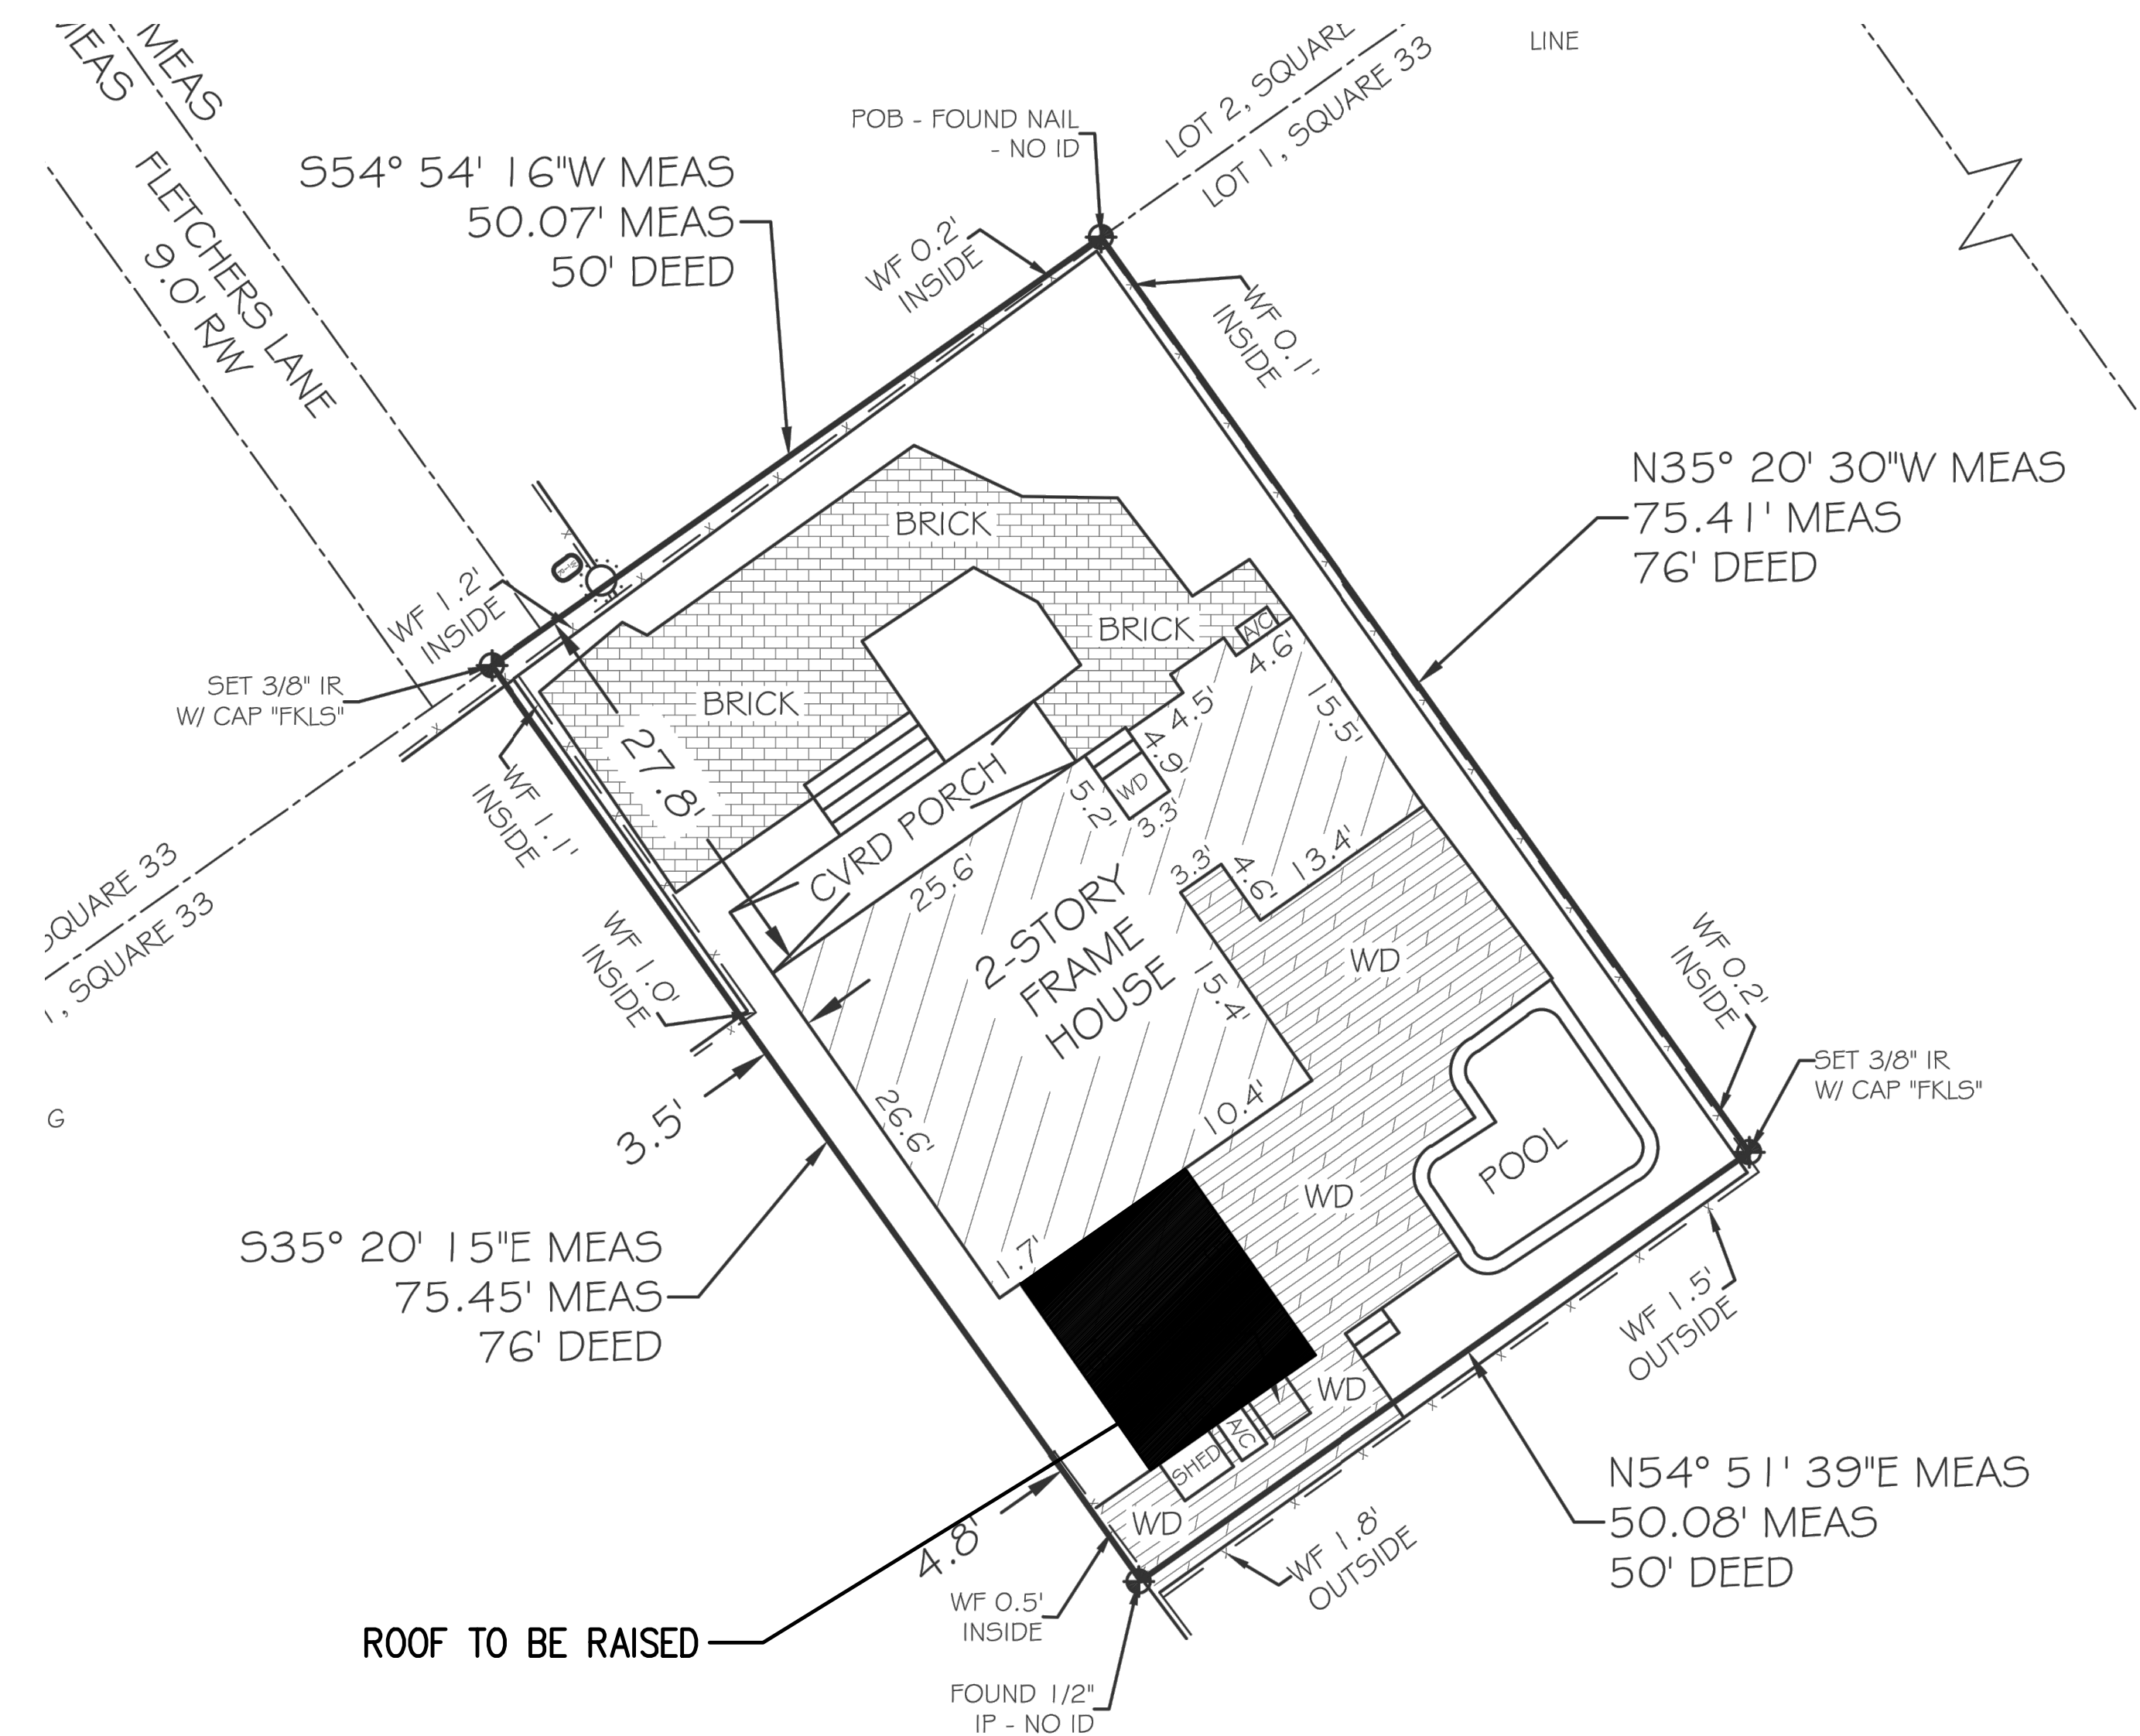 MEAS
MEAS
FLETCHERS LANE
9.0' R/W
LINE
LOT 2, SQUARE
LOT 1, SQUARE 33
POB - FOUND NAIL
- NO ID
S54° 54' 16"W MEAS
50.07' MEAS
50' DEED
WF 0.2'
INSIDE
WF 0.1'
INSIDE
N35° 20' 30"W MEAS
75.41' MEAS
76' DEED
BRICK
BRICK
BRICK
A/C
4.6'
15.5'
WF 1.2'
INSIDE
SET 3/8" IR
W/ CAP "FKLS"
27.8'
WF 1.1'
INSIDE
CVRD PORCH
25.6'
4.5'
4.9'
WD
5.2'
3.3'
3.3'
4.6'
13.4'
2-STORY
FRAME
HOUSE
15.4'
WD
SQUARE 33
1, SQUARE 33
WF 1.0'
INSIDE
WF 0.2'
INSIDE
SET 3/8" IR
W/ CAP "FKLS"
G
3.5'
26.6'
10.4'
POOL
WD
1.7'
S35° 20' 15"E MEAS
75.45' MEAS
76' DEED
WF 1.5'
OUTSIDE
WD
A/C
SHED
WD
4.8'
N54° 51' 39"E MEAS
50.08' MEAS
50' DEED
WF 1.8'
OUTSIDE
WF 0.5'
INSIDE
ROOF TO BE RAISED
FOUND 1/2"
IP - NO ID